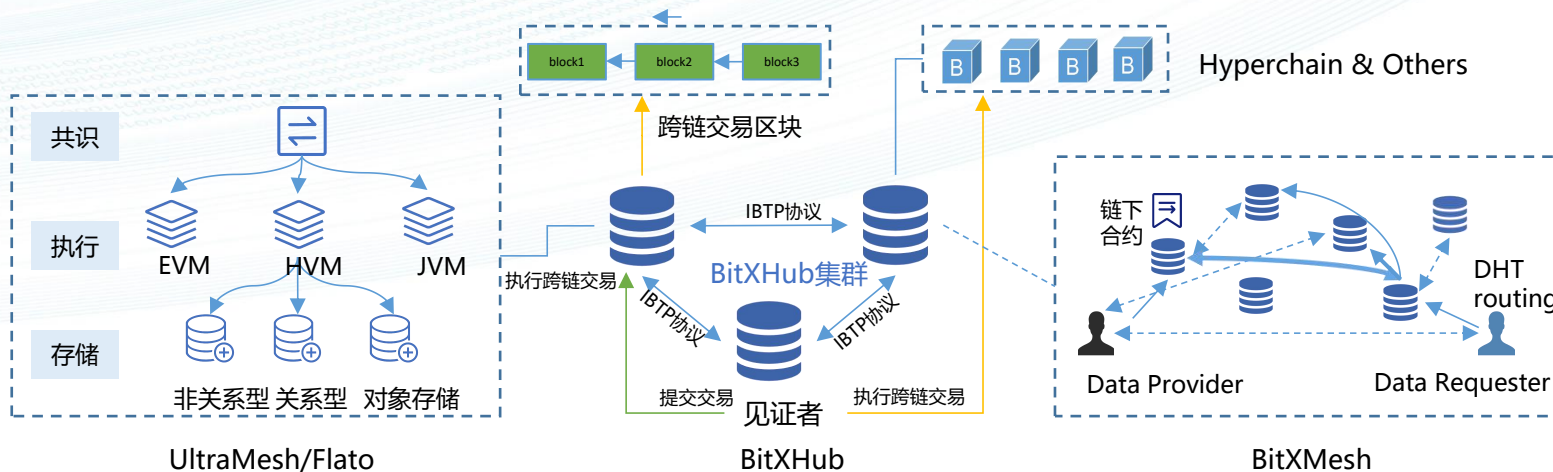 block1
block2
block3
B
B
B
B
Hyperchain & Others
跨链交易区块
共识
执行
存储
EVM
HVM
JVM
非关系型
关系型
对象存储
UltraMesh/Flato
IBTP协议
执行跨链交易
BitXHub集群
IBTP协议
IBTP协议
提交交易
见证者
执行跨链交易
BitXHub
链下
合约
DHT
routing
Data Provider
Data Requester
BitXMesh